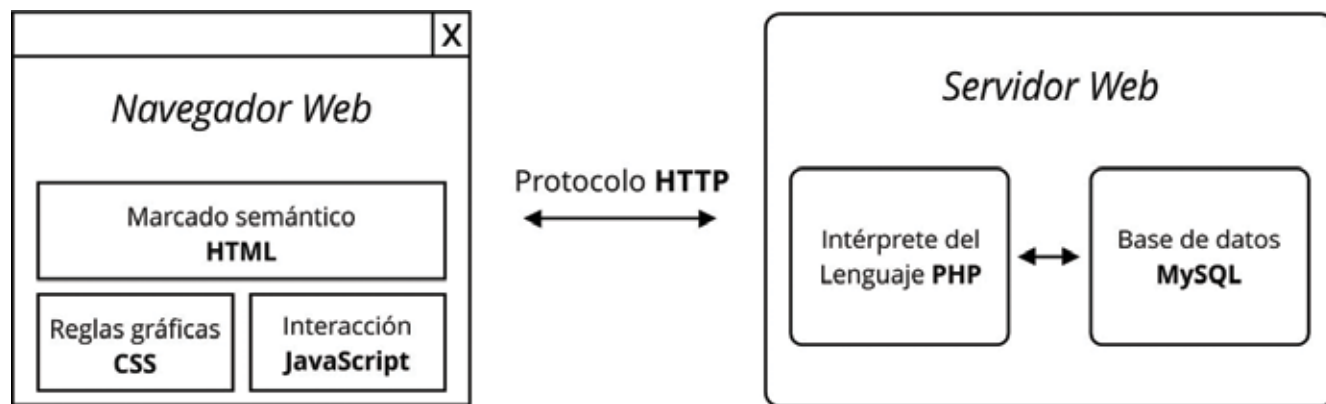 X
Navegador Web
Marcado semántico
HTML
Reglas gráficas
CSS
Interacción
JavaScript
Protocolo HTTP
Servidor Web
Intérprete del
Lenguaje PHP
Base de datos
MySQL